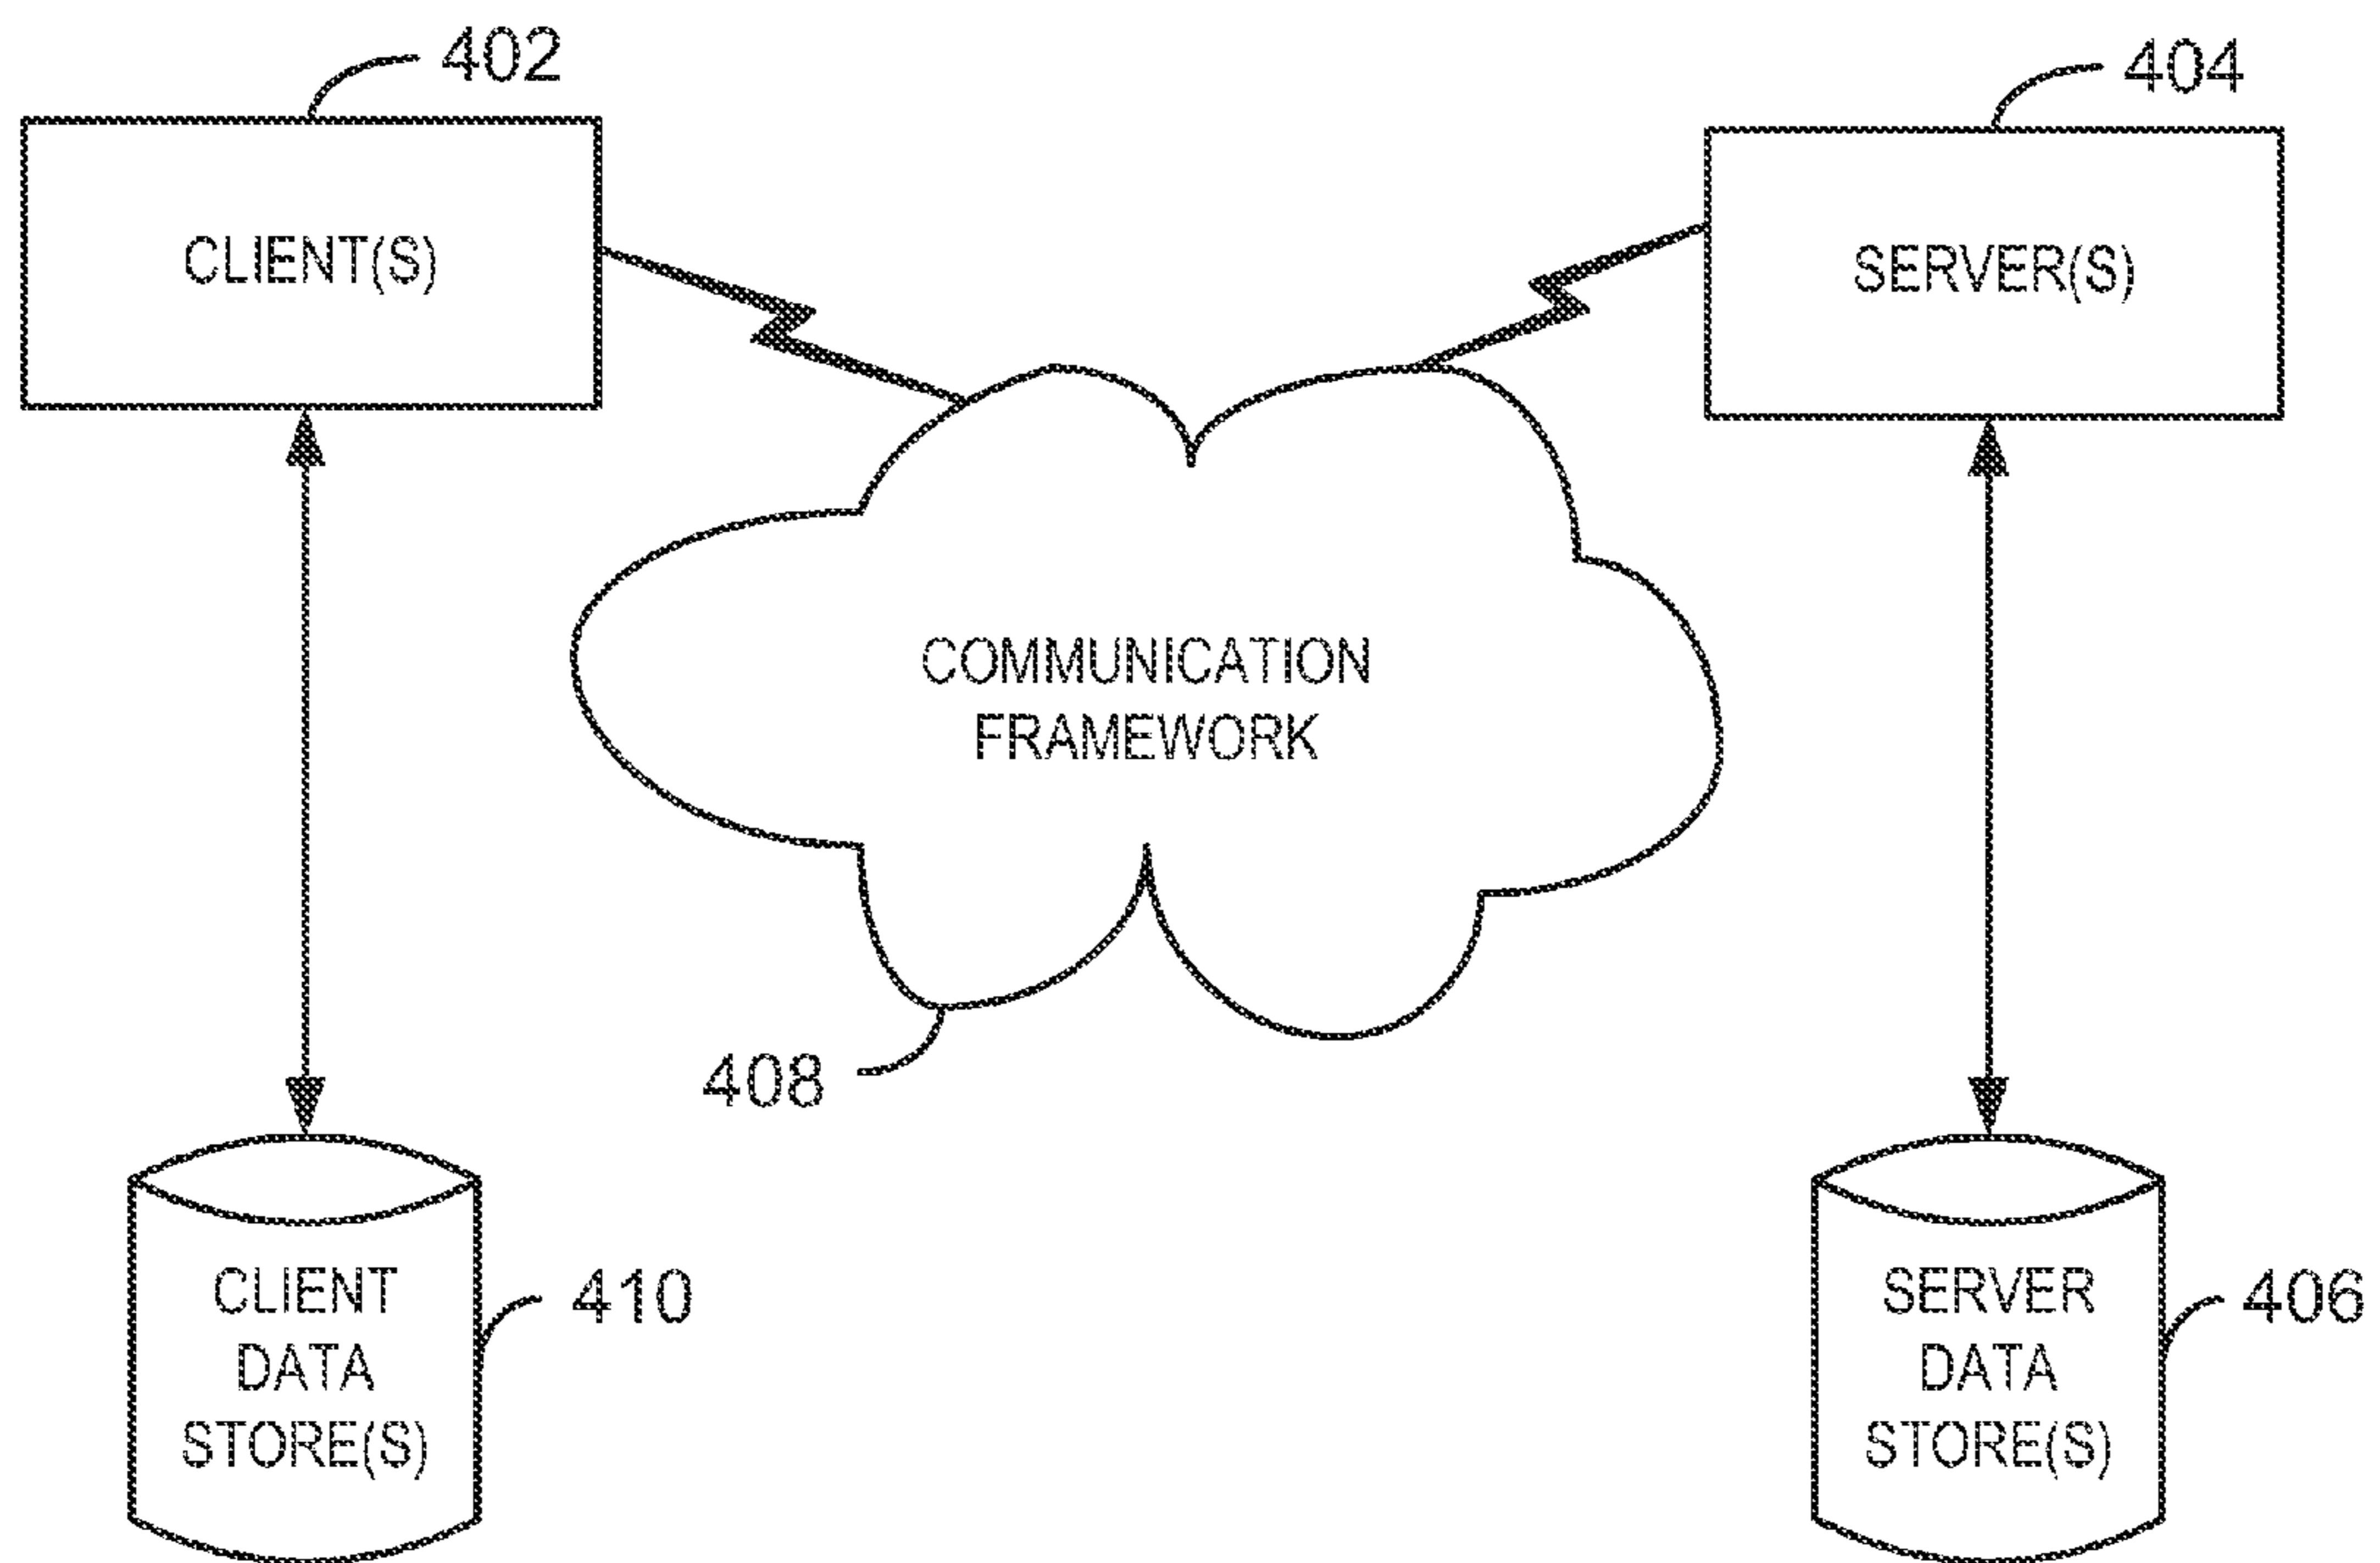 402
404
CLIENT(S)
SERVER(S)
COMMUNICATION
FRAMEWORK
408
CLIENT
DATA
STORE(S)
410
SERVER
DATA
STORE(S)
406